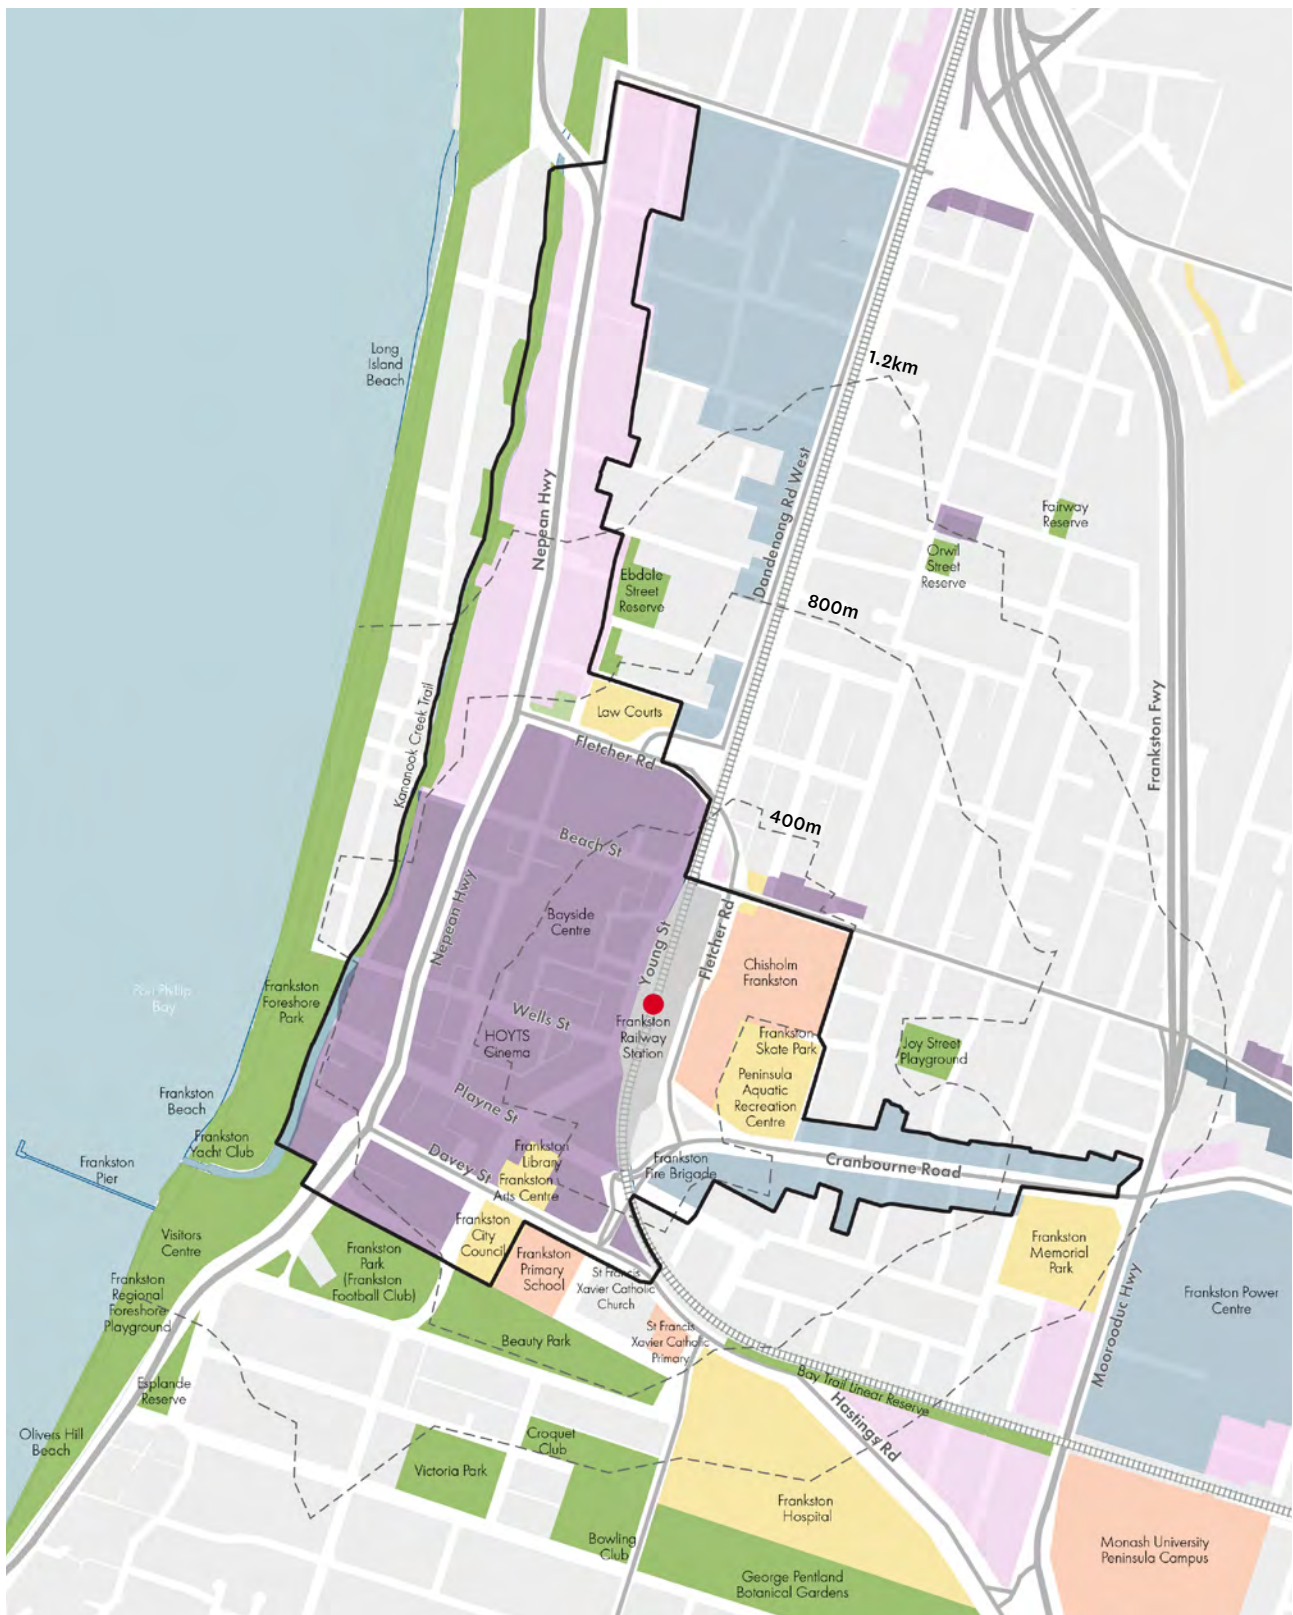 1.2km
Long
Island
Beach
Nepean Hwy
Dandenong Rd West
Fairway
Reserve
Orwil
Street
Reserve
Ebdale
Street
Reserve
800m
Kananook Creek Trail
Law Courts
Fletcher Rd
Frankston Fwy
400m
Beach St
Nepean Hwy
Bayside
Centre
Young St
Fletcher Rd
Chisholm
Frankston
Port Phillip
Bay
Frankston
Foreshore
Park
Wells St
HOYTS
Cinema
Frankston
Railway
Station
Frankston
Skate Park
Joy Street
Playground
Peninsula
Aquatic
Recreation
Centre
Frankston
Beach
Playne St
Frankston
Yacht Club
Frankston
Pier
Davey St
Frankston
Library
Frankston
Arts Centre
Frankston
Fire Brigade
Cranbourne Road
Visitors
Centre
Frankston
City
Council
Frankston
Park
(Frankston
Football Club)
Frankston
Primary
School
St Francis
Xavier Catholic
Church
Frankston
Memorial
Park
Frankston Power
Centre
Frankston
Regional
Foreshore
Playground
Moorooduc Hwy
St Francis
Xavier Catholic
Primary
Beauty Park
Esplande
Reserve
Bay Trail Linear Reserve
Hastings Rd
Olivers Hill
Beach
Croquet
Club
Victoria Park
Frankston
Hospital
Bowling
Club
Monash University
Peninsula Campus
George Pentland
Botanical Gardens